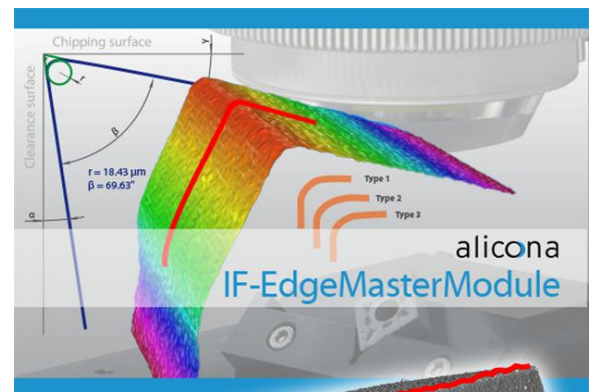 Chipping surface
γ
Clearance surface
r
β
r = 18.43 µm
β = 69.63°
α
Type 1
Type 2
Type 3
alicona
IF-EdgeMasterModule